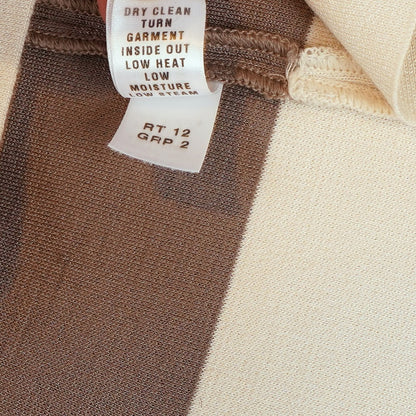 DRY CLEAN
TURN
GARMENT
INSIDE OUT
LOW HEAT
LOW
MOISTURE
LOW STEAM
RT 12
GRP 2